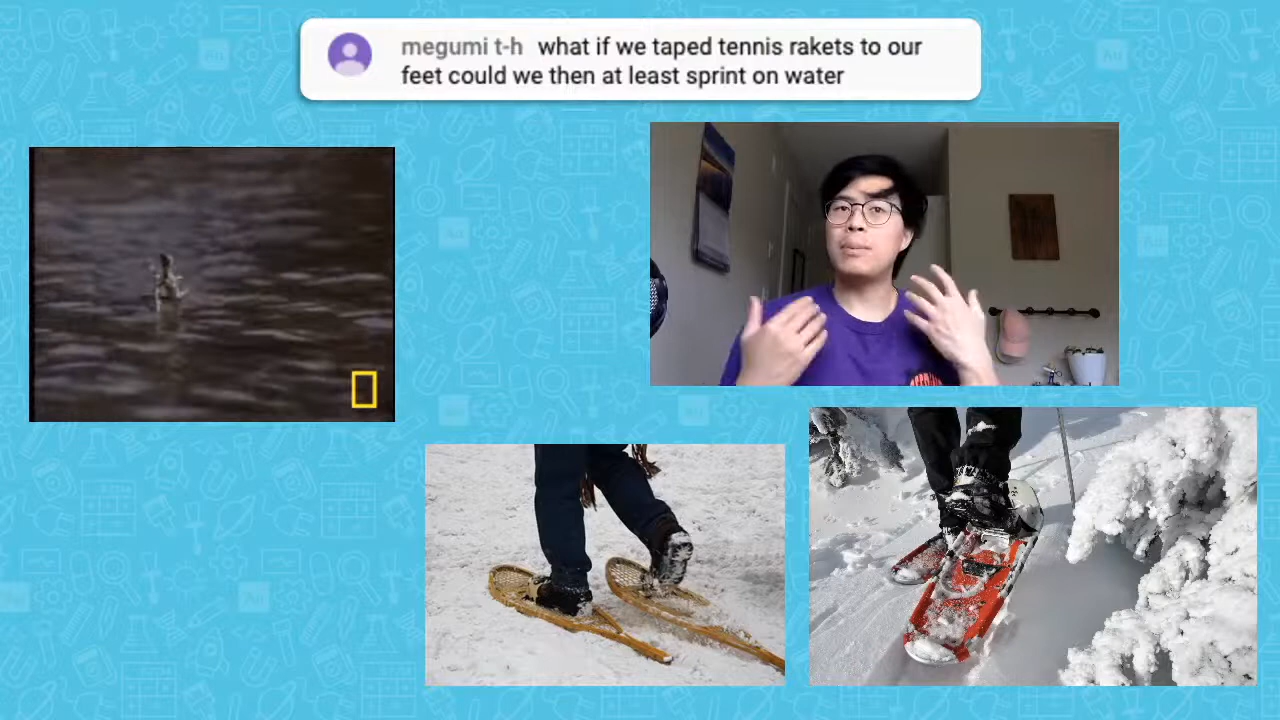 megumi t-h what if we taped tennis rakets to our
feet could we then at least sprint on water